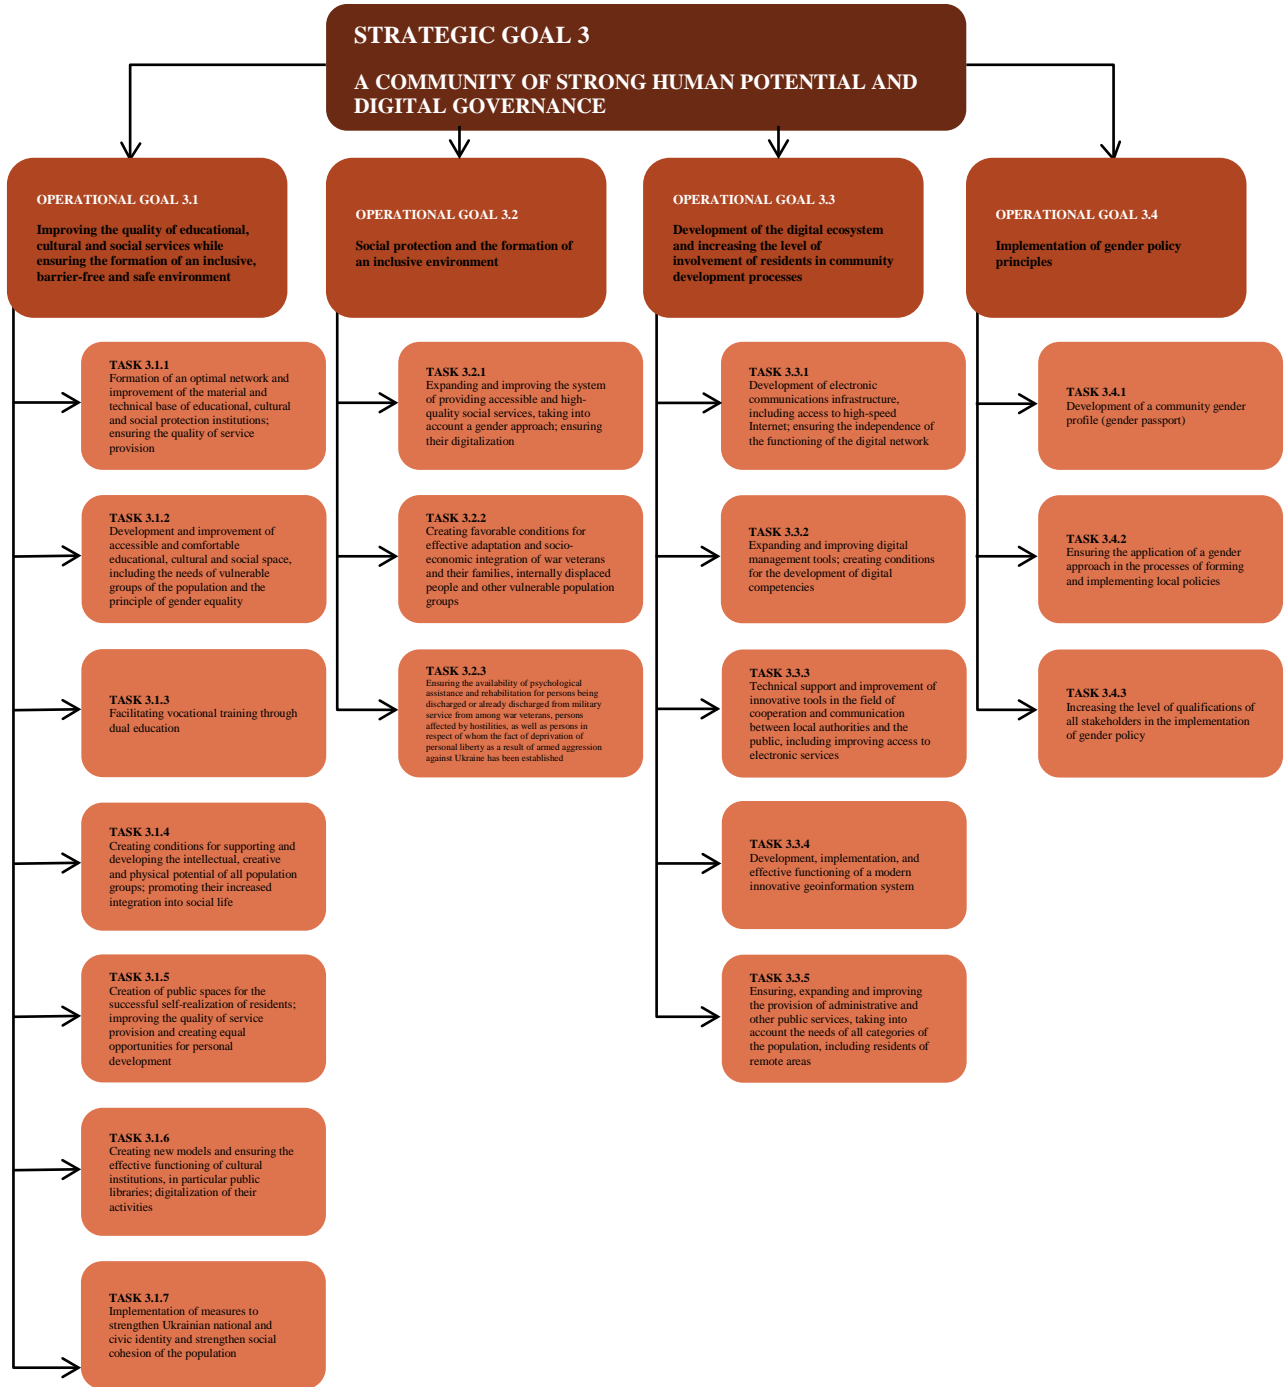 STRATEGIC GOAL 3
A COMMUNITY OF STRONG HUMAN POTENTIAL AND
DIGITAL GOVERNANCE
OPERATIONAL GOAL 3.1
Improving the quality of educational,
cultural and social services while
ensuring the formation of an inclusive,
barrier-free and safe environment
TASK 3.1.1
Formation of an optimal network and
improvement of the material and
technical base of educational, cultural
and social protection institutions;
ensuring the quality of service
provision
TASK 3.1.2
Development and improvement of
accessible and comfortable
educational, cultural and social space,
including the needs of vulnerable
groups of the population and the
principle of gender equality
TASK 3.1.3
Facilitating vocational training through
dual education
TASK 3.1.4
Creating conditions for supporting and
developing the intellectual, creative
and physical potential of all population
groups; promoting their increased
integration into social life
TASK 3.1.5
Creation of public spaces for the
successful self-realization of residents;
improving the quality of service
provision and creating equal
opportunities for personal
development
TASK 3.1.6
Creating new models and ensuring the
effective functioning of cultural
institutions, in particular public
libraries; digitalization of their
activities
TASK 3.1.7
Implementation of measures to
strengthen Ukrainian national and
civic identity and strengthen social
cohesion of the population
OPERATIONAL GOAL 3.2
Social protection and the formation of
an inclusive environment
TASK 3.2.1
Expanding and improving the system
of providing accessible and high-
quality social services, taking into
account a gender approach; ensuring
their digitalization
TASK 3.2.2
Creating favorable conditions for
effective adaptation and socio-
economic integration of war veterans
and their families, internally displaced
people and other vulnerable population
groups
TASK 3.2.3
Ensuring the availability of psychological
assistance and rehabilitation for persons being
discharged or already discharged from military
service from among war veterans, persons
affected by hostilities, as well as persons in
respect of whom the fact of deprivation of
personal liberty as a result of armed aggression
against Ukraine has been established
OPERATIONAL GOAL 3.3
Development of the digital ecosystem
and increasing the level of
involvement of residents in community
development processes
TASK 3.3.1
Development of electronic
communications infrastructure,
including access to high-speed
Internet; ensuring the independence of
the functioning of the digital network
TASK 3.3.2
Expanding and improving digital
management tools; creating conditions
for the development of digital
competencies
TASK 3.3.3
Technical support and improvement of
innovative tools in the field of
cooperation and communication
between local authorities and the
public, including improving access to
electronic services
TASK 3.3.4
Development, implementation, and
effective functioning of a modern
innovative geoinformation system
TASK 3.3.5
Ensuring, expanding and improving
the provision of administrative and
other public services, taking into
account the needs of all categories of
the population, including residents of
remote areas
OPERATIONAL GOAL 3.4
Implementation of gender policy
principles
TASK 3.4.1
Development of a community gender
profile (gender passport)
TASK 3.4.2
Ensuring the application of a gender
approach in the processes of forming
and implementing local policies
TASK 3.4.3
Increasing the level of qualifications of
all stakeholders in the implementation
of gender policy